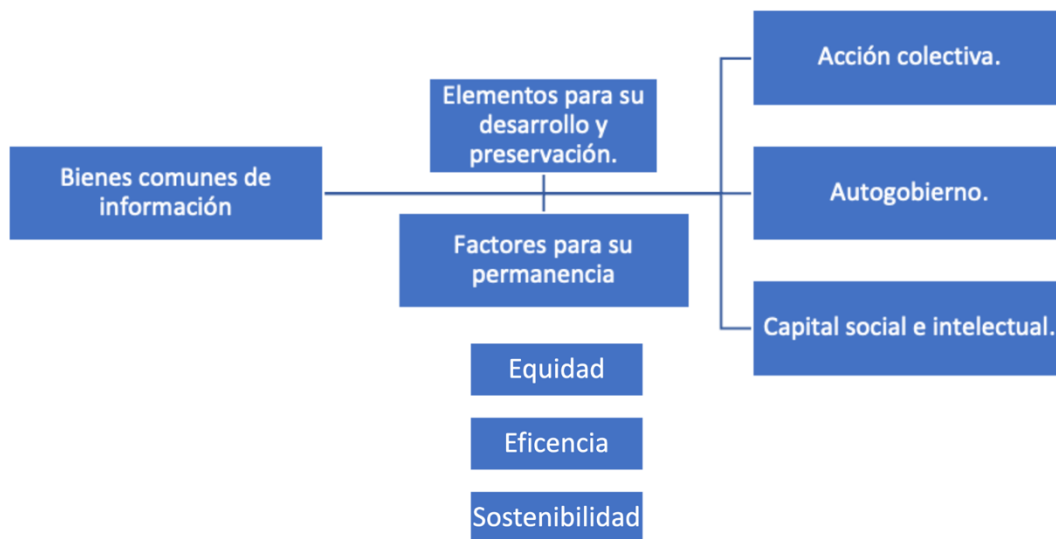 Bienes comunes de
información
Elementos para su
desarrollo y
preservación.
Factores para su
permanencia
Equidad
Eficencia
Sostenibilidad
Acción colectiva.
Autogobierno.
Capital social e intelectual.